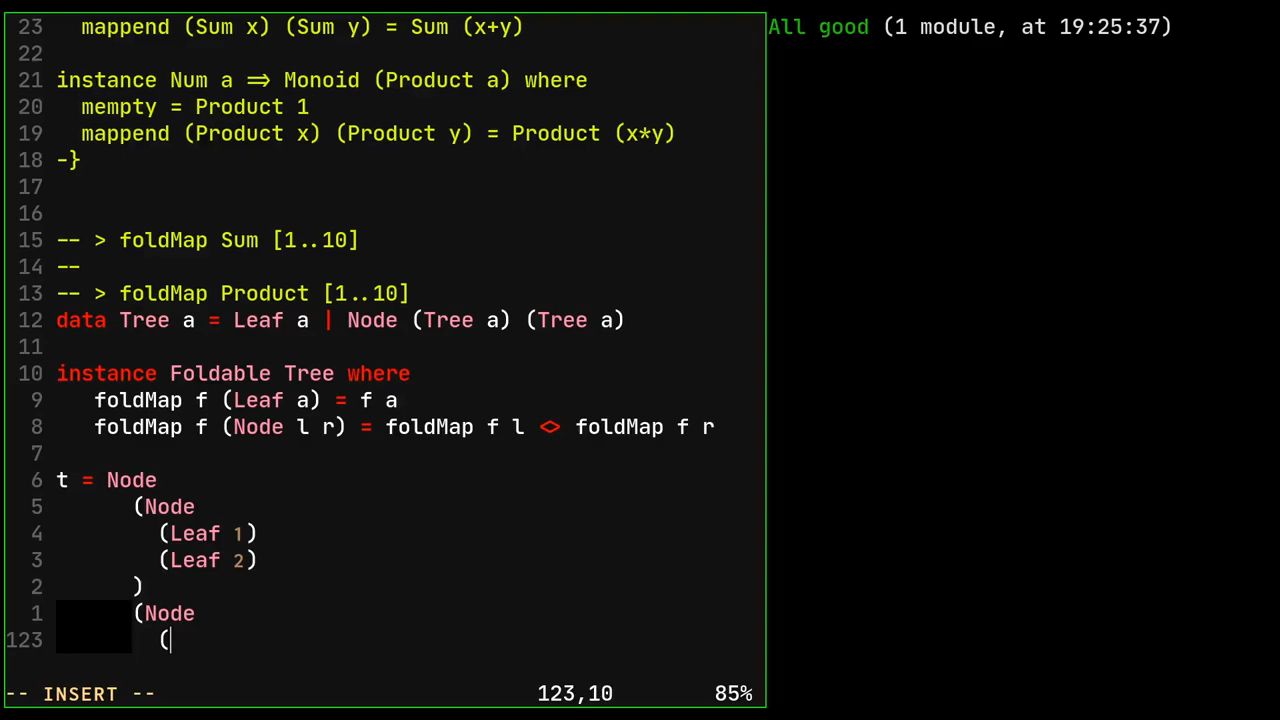 23   mappend (Sum x) (Sum y) = Sum (x+y)
22
21 instance Num a => Monoid (Product a) where
20   mempty = Product 1
19   mappend (Product x) (Product y) = Product (x*y)
18 -}
17
16
15 -- > foldMap Sum [1..10]
14 --
13 -- > foldMap Product [1..10]
12 data Tree a = Leaf a | Node (Tree a) (Tree a)
11
10 instance Foldable Tree where
9    foldMap f (Leaf a) = f a
8    foldMap f (Node l r) = foldMap f l <> foldMap f r
7
6 t = Node
5       (Node
4         (Leaf 1)
3         (Leaf 2)
2       )
1       (Node
123         (
-- INSERT -- 123,10 85%
All good (1 module, at 19:25:37)